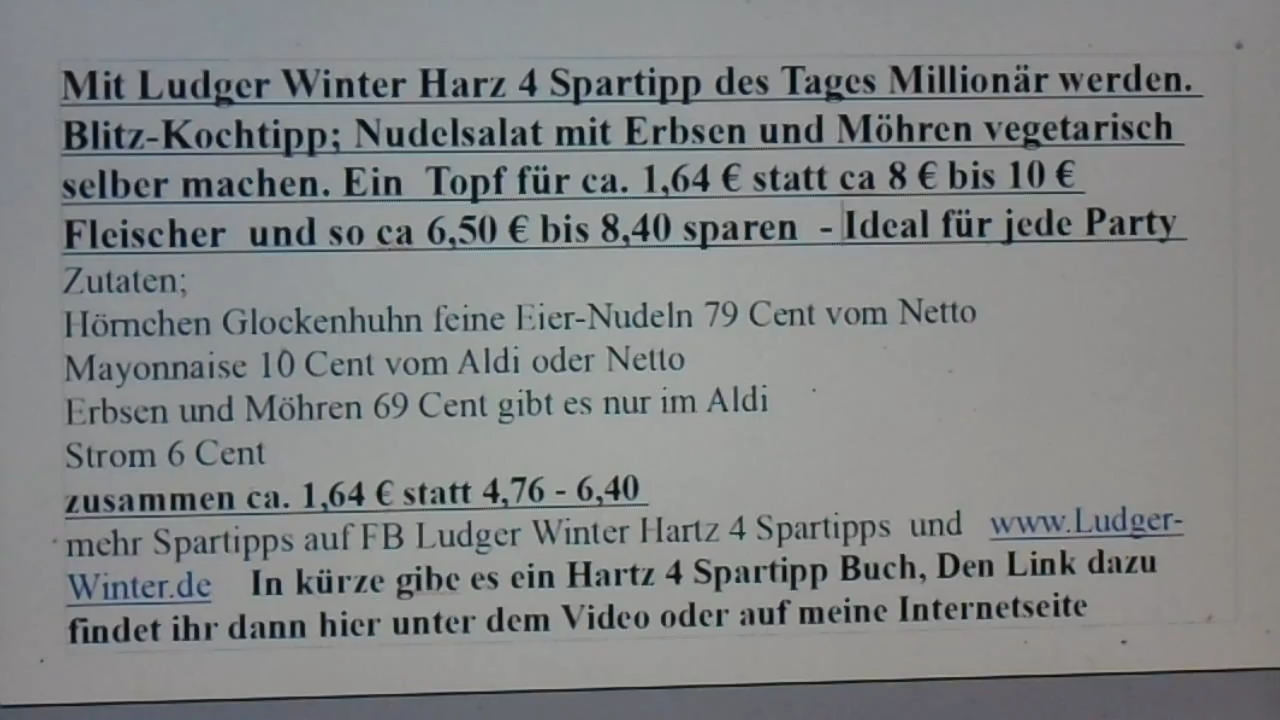 Mit Ludger Winter Harz 4 Spartipp des Tages Millionär werden.
Blitz-Kochtipp; Nudelsalat mit Erbsen und Möhren vegetarisch
selber machen. Ein  Topf für ca. 1,64 € statt ca 8 € bis 10 €
Fleischer  und so ca 6,50 € bis 8,40 sparen  - Ideal für jede Party
Zutaten;
Hörnchen Glockenhuhn feine Eier-Nudeln 79 Cent vom Netto
Mayonnaise 10 Cent vom Aldi oder Netto
Erbsen und Möhren 69 Cent gibt es nur im Aldi
Strom 6 Cent
zusammen ca. 1,64 € statt 4,76 - 6,40
mehr Spartipps auf FB Ludger Winter Hartz 4 Spartipps  und   www.Ludger-
Winter.de    In kürze gibe es ein Hartz 4 Spartipp Buch, Den Link dazu
findet ihr dann hier unter dem Video oder auf meine Internetseite